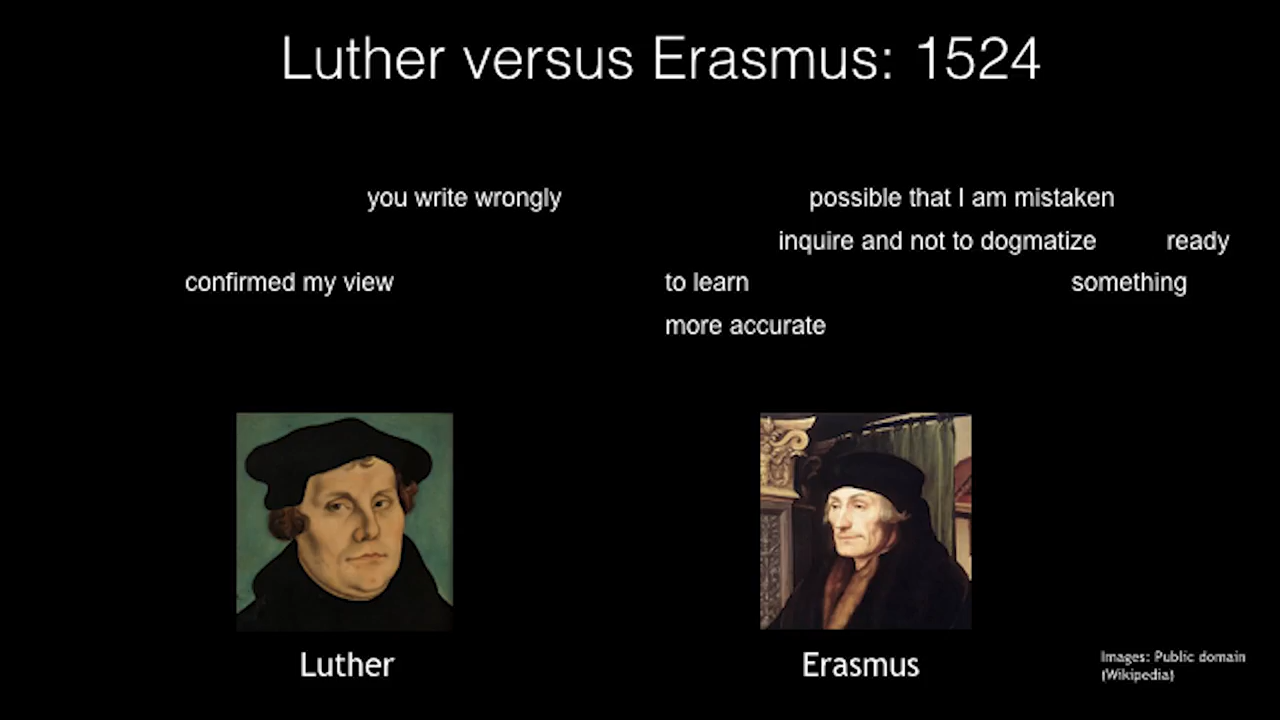 Luther versus Erasmus: 1524
you write wrongly
confirmed my view
possible that I am mistaken
inquire and not to dogmatize ready
to learn something
more accurate
Luther
Erasmus
Images: Public domain
(Wikipedia)